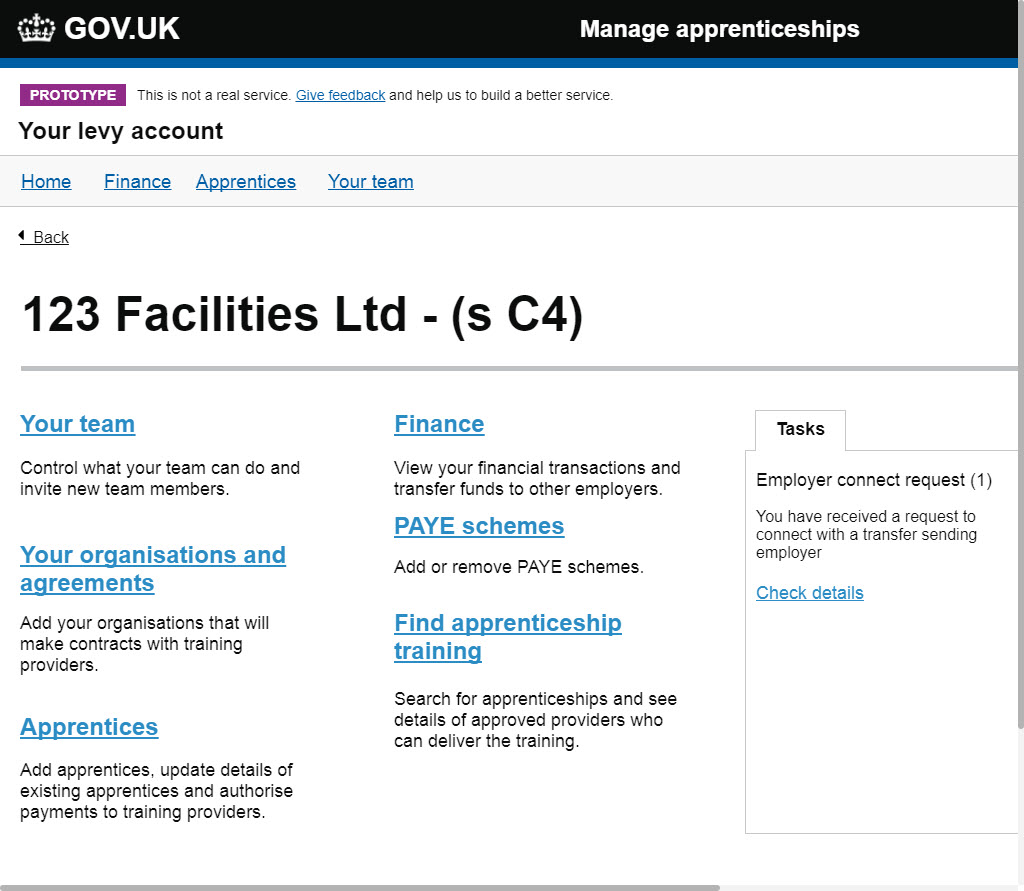 GOV.UK
Manage apprenticeships
PROTOTYPE This is not a real service. Give feedback and help us to build a better service.
Your levy account
Home Finance Apprentices Your team
Back
123 Facilities Ltd - (s C4)
Your team
Control what your team can do and
invite new team members.
Your organisations and
agreements
Add your organisations that will
make contracts with training
providers.
Apprentices
Add apprentices, update details of
existing apprentices and authorise
payments to training providers.
Finance
View your financial transactions and
transfer funds to other employers.
PAYE schemes
Add or remove PAYE schemes.
Find apprenticeship
training
Search for apprenticeships and see
details of approved providers who
can deliver the training.
Tasks
Employer connect request (1)
You have received a request to
connect with a transfer sending
employer
Check details